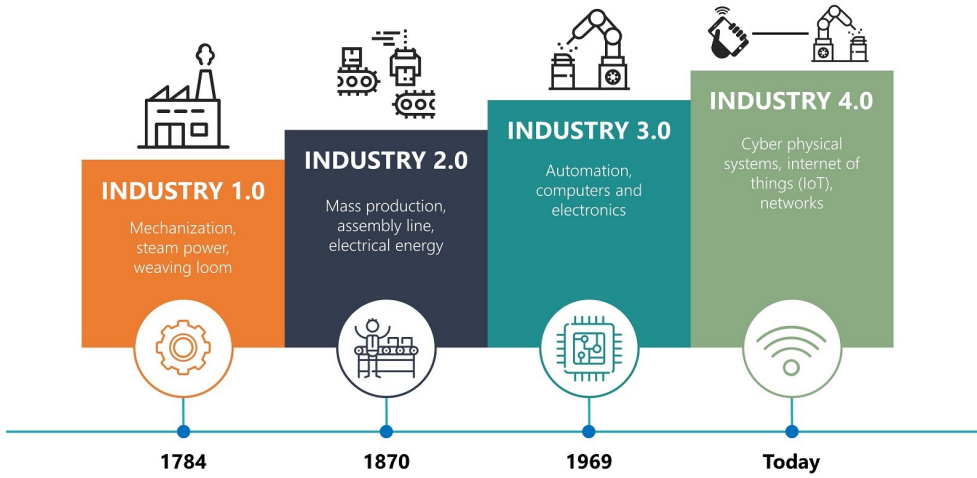 INDUSTRY 1.0
Mechanization,
steam power,
weaving loom
INDUSTRY 2.0
Mass production,
assembly line,
electrical energy
INDUSTRY 3.0
Automation,
computers and
electronics
INDUSTRY 4.0
Cyber physical
systems, internet of
things (IoT),
networks
1784
1870
1969
Today